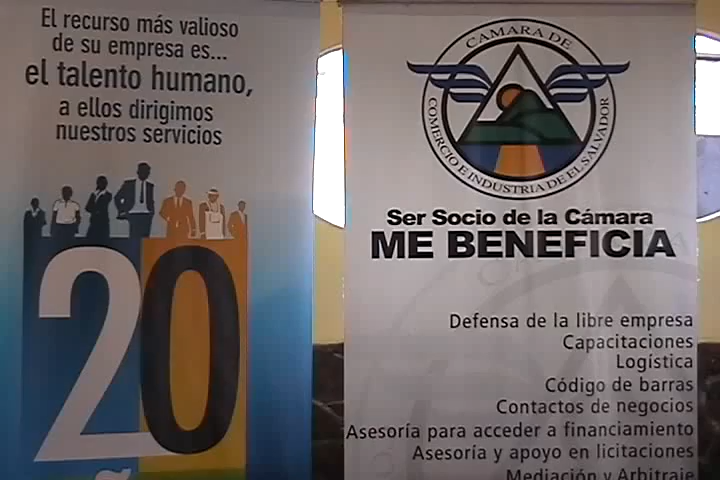 El recurso más valioso
de su empresa es...
el talento humano,
a ellos dirigimos
nuestros servicios
20
CAMARA DE
COMERCIO E INDUSTRIA DE EL SALVADOR
Ser Socio de la Cámara
ME BENEFICIA
Defensa de la libre empresa
Capacitaciones
Logística
Código de barras
Contactos de negocios
Asesoría para acceder a financiamiento
Asesoría y apoyo en licitaciones
Mediación y Arbitraje